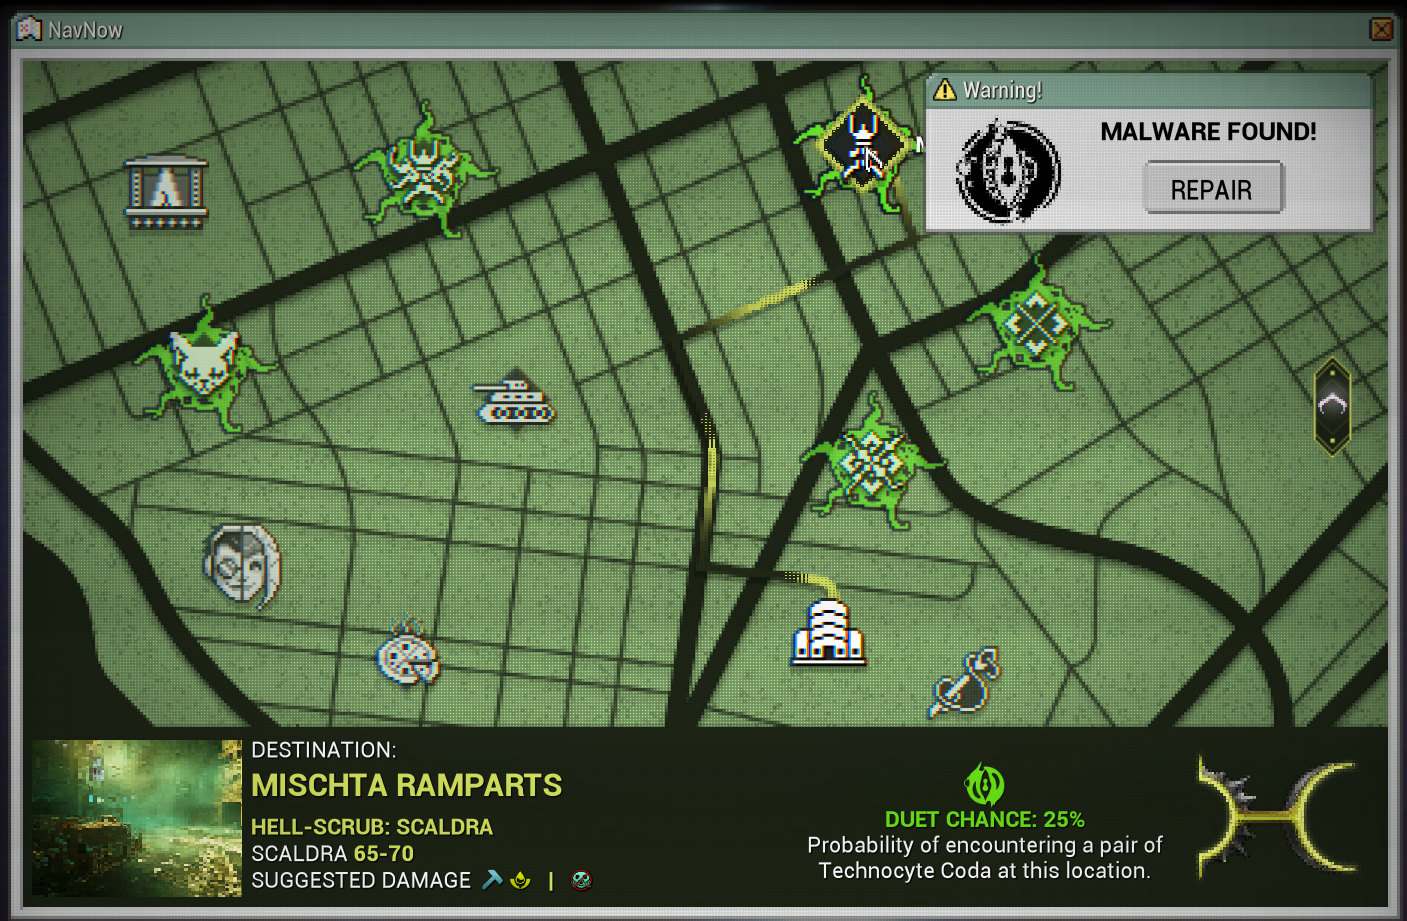 NavNow
Warning!
MALWARE FOUND!
REPAIR
DESTINATION:
MISCHTA RAMPARTS
HELL-SCRUB: SCALDRA
SCALDRA 65-70
SUGGESTED DAMAGE |
DUET CHANCE: 25%
Probability of encountering a pair of
Technocyte Coda at this location.